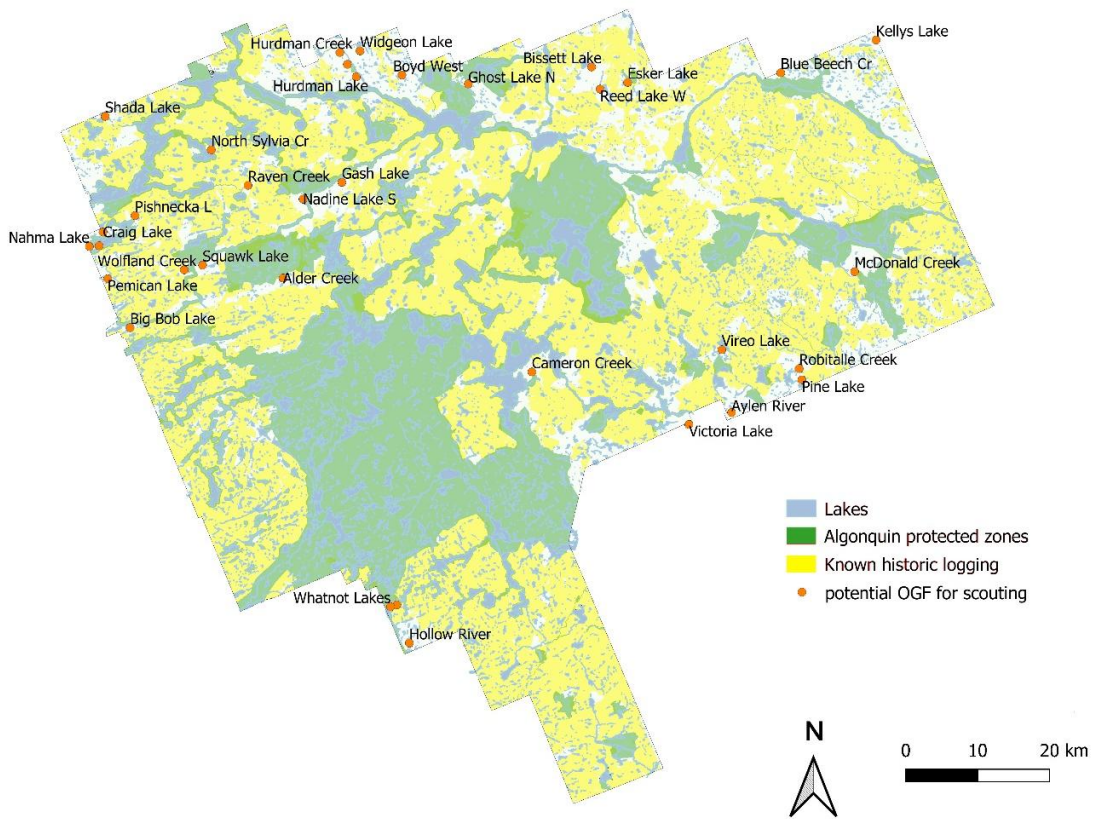 Kellys Lake
Hurdman Creek
Widgeon Lake
Bissett Lake
Boyd West
Blue Beech Cr
Ghost Lake N
Esker Lake
Hurdman Lake
Reed Lake W
Shada Lake
North Sylvia Cr
Raven Creek
Gash Lake
Nadine Lake S
Pishnecka L
Nahma Lake
Craig Lake
Wolfland Creek
Squawk Lake
McDonald Creek
Pemican Lake
Alder Creek
Big Bob Lake
Vireo Lake
Cameron Creek
Robitalle Creek
Pine Lake
Aylen River
Victoria Lake
Lakes
Algonquin protected zones
Known historic logging
potential OGF for scouting
Whatnot Lakes
Hollow River
N
0 10 20 km